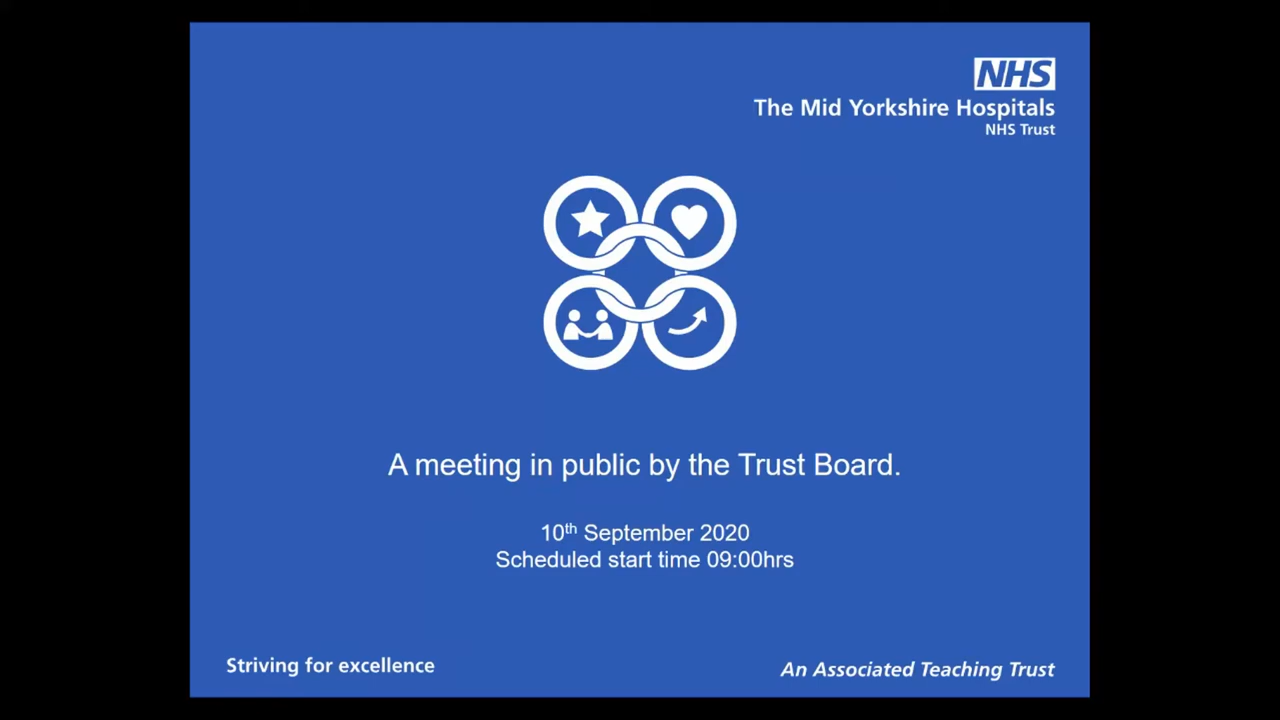 NHS
The Mid Yorkshire Hospitals
NHS Trust
A meeting in public by the Trust Board.
10th September 2020
Scheduled start time 09:00hrs
Striving for excellence
An Associated Teaching Trust